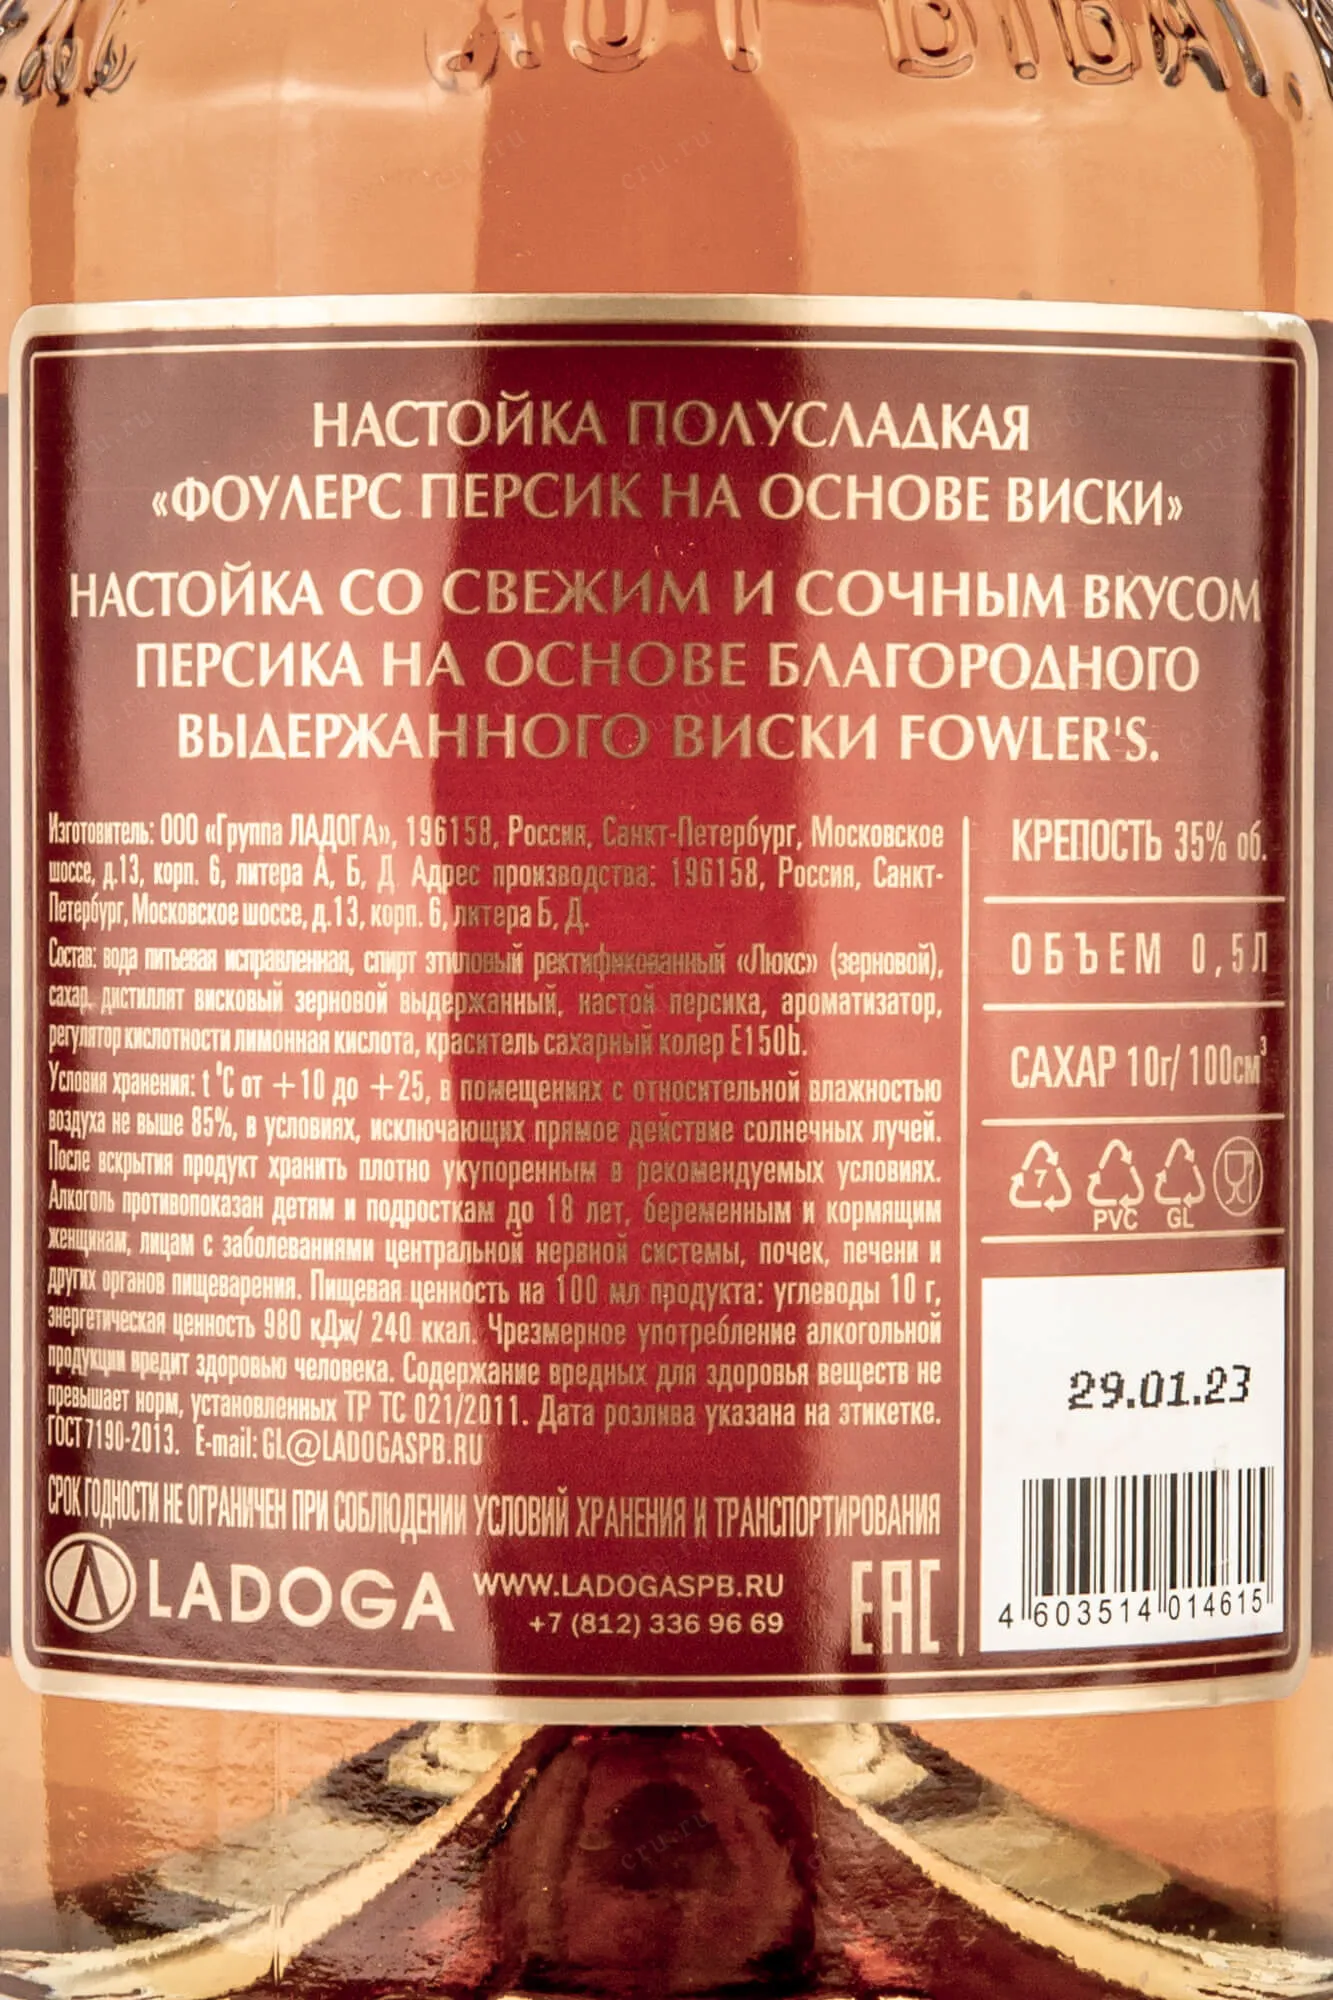 НАСТОЙКА ПОЛУСЛАДКАЯ
«ФОУЛЕРС ПЕРСИК НА ОСНОВЕ ВИСКИ»
НАСТОЙКА СО СВЕЖИМ И СОЧНЫМ ВКУСОМ
ПЕРСИКА НА ОСНОВЕ БЛАГОРОДНОГО
ВЫДЕРЖАННОГО ВИСКИ FOWLER'S.
Изготовитель: ООО «Группа ЛАДОГА», 196158, Россия, Санкт-Петербург, Московское
шоссе, д.13, корп. 6, литера А, Б, Д. Адрес производства: 196158, Россия, Санкт-
Петербург, Московское шоссе, д.13, корп. 6, литера Б, Д.
Состав: вода питьевая исправленная, спирт этиловый ректификованный «Люкс» (зерновой),
сахар, дистиллят висковый зерновой выдержанный, настой персика, ароматизатор,
регулятор кислотности лимонная кислота, краситель сахарный колер Е150b.
Условия хранения: t °C от +10 до +25, в помещениях с относительной влажностью
воздуха не выше 85%, в условиях, исключающих прямое действие солнечных лучей.
После вскрытия продукт хранить плотно укупоренным в рекомендуемых условиях.
Алкоголь противопоказан детям и подросткам до 18 лет, беременным и кормящим
женщинам, лицам с заболеваниями центральной нервной системы, почек, печени и
других органов пищеварения. Пищевая ценность на 100 мл продукта: углеводы 10 г,
энергетическая ценность 980 кДж/ 240 ккал. Чрезмерное употребление алкогольной
продукции вредит здоровью человека. Содержание вредных для здоровья веществ не
превышает норм, установленных ТР ТС 021/2011. Дата розлива указана на этикетке.
ГОСТ 7190-2013. E-mail: GL@LADOGASPB.RU
СРОК ГОДНОСТИ НЕ ОГРАНИЧЕН ПРИ СОБЛЮДЕНИИ УСЛОВИЙ ХРАНЕНИЯ И ТРАНСПОРТИРОВАНИЯ
LADOGA
WWW.LADOGASPB.RU
+7 (812) 336 96 69
EAC
КРЕПОСТЬ 35% об.
ОБЪЕМ 0,5Л
САХАР 10г/ 100см³
7
PVC GL
29.01.23
4 603514 014615
cru.ru